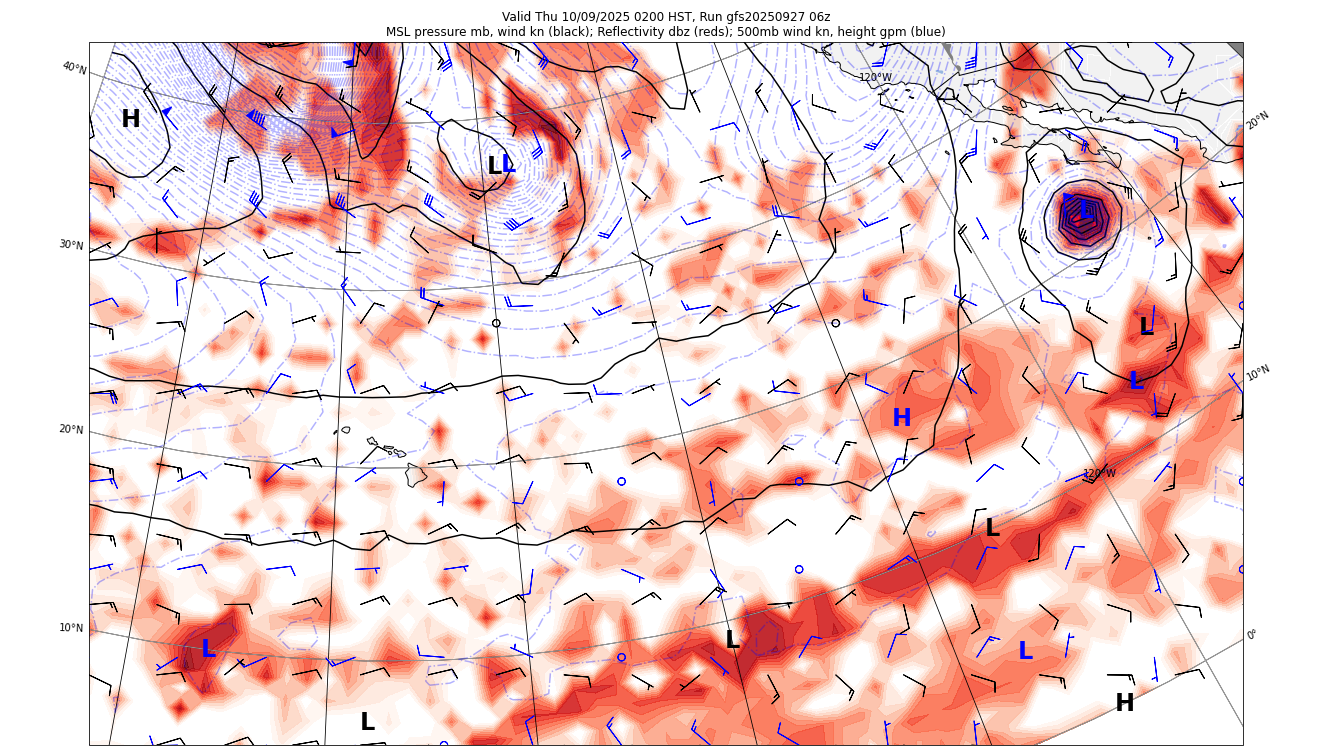 Valid Thu 10/09/2025 0200 HST, Run gfs20250927 06z
MSL pressure mb, wind kn (black); Reflectivity dbz (reds); 500mb wind kn, height gpm (blue)
40°N
120°W
20°N
H
L L
30°N
L
10°N
L
H
20°N
120°W
L
10°N
L
L
L
0°
H
L